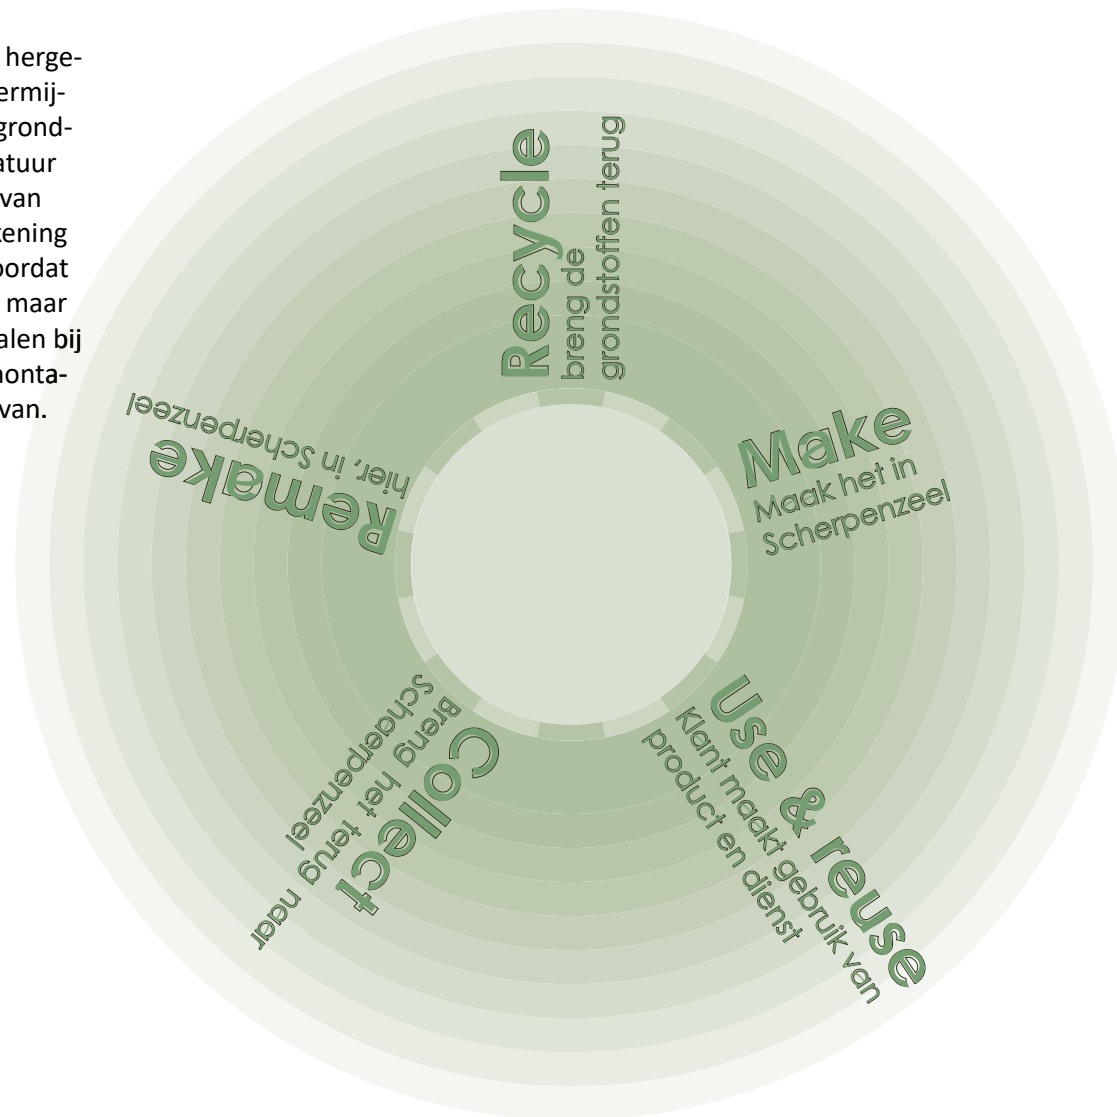 herge-
ermij-
grond-
atuur
van
kening
oordat
maar
alen bij
nonta-
van.
Recycle
breng de
grondstoffen terug
Make
Maak het in
Scherpenzeel
Use & reuse
Klant maakt gebruik van
product en dienst
Collect
Breng het terug naar
Schaerpenzeel
Remake
hier, in Scherpenzeel